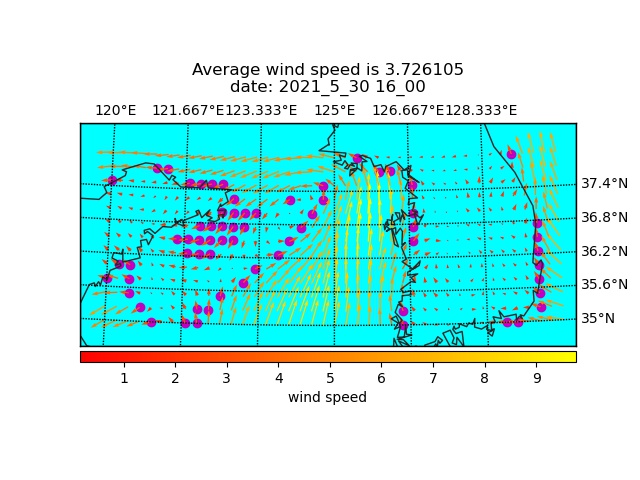 Average wind speed is 3.726105
date: 2021_5_30 16_00
120°E 121.667°E 123.333°E 125°E 126.667°E 128.333°E
37.4°N
36.8°N
36.2°N
35.6°N
35°N
1 2 3 4 5 6 7 8 9
wind speed